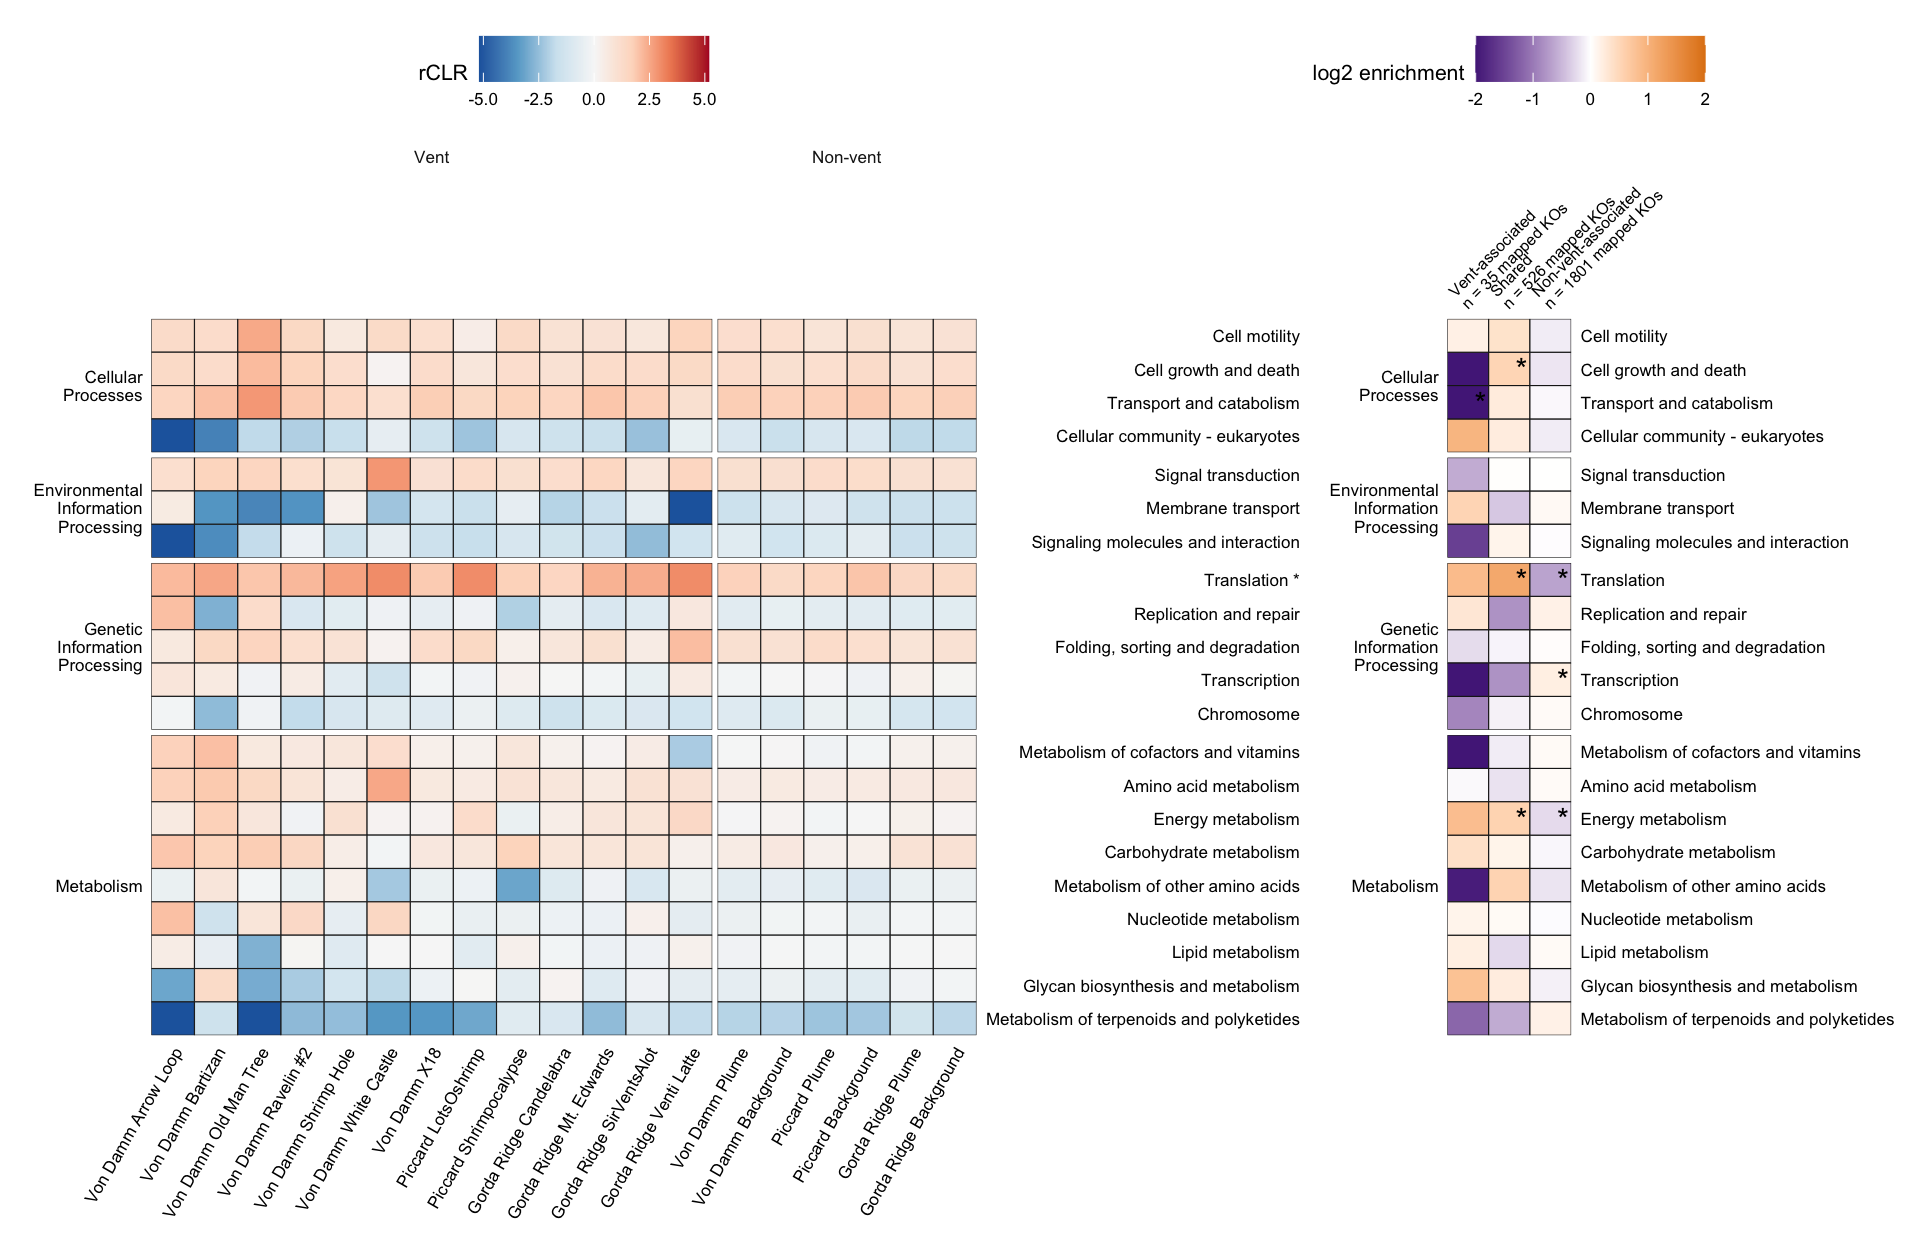 rCLR
-5.0 -2.5 0.0 2.5 5.0
log2 enrichment
-2 -1 0 1 2
Vent
Non-vent
Vent-associated
n = 35 mapped KOs
Shared
n = 526 mapped KOs
Non-vent-associated
n = 1801 mapped KOs
Cellular
Processes
Environmental
Information
Processing
Genetic
Information
Processing
Metabolism
Cell motility
Cell growth and death
Transport and catabolism
Cellular community - eukaryotes
Signal transduction
Membrane transport
Signaling molecules and interaction
Translation *
Replication and repair
Folding, sorting and degradation
Transcription
Chromosome
Metabolism of cofactors and vitamins
Amino acid metabolism
Energy metabolism
Carbohydrate metabolism
Metabolism of other amino acids
Nucleotide metabolism
Lipid metabolism
Glycan biosynthesis and metabolism
Metabolism of terpenoids and polyketides
Cellular
Processes
Environmental
Information
Processing
Genetic
Information
Processing
Metabolism
*
*
* *
*
* *
Cell motility
Cell growth and death
Transport and catabolism
Cellular community - eukaryotes
Signal transduction
Membrane transport
Signaling molecules and interaction
Translation
Replication and repair
Folding, sorting and degradation
Transcription
Chromosome
Metabolism of cofactors and vitamins
Amino acid metabolism
Energy metabolism
Carbohydrate metabolism
Metabolism of other amino acids
Nucleotide metabolism
Lipid metabolism
Glycan biosynthesis and metabolism
Metabolism of terpenoids and polyketides
Von Damm Arrow Loop
Von Damm Bartizan
Von Damm Old Man Tree
Von Damm Ravelin #2
Von Damm Shrimp Hole
Von Damm White Castle
Von Damm X18
Piccard LotsOshrimp
Piccard Shrimpocalypse
Gorda Ridge Candelabra
Gorda Ridge Mt. Edwards
Gorda Ridge SirVentsAlot
Gorda Ridge Venti Latte
Von Damm Plume
Von Damm Background
Piccard Plume
Piccard Background
Gorda Ridge Plume
Gorda Ridge Background